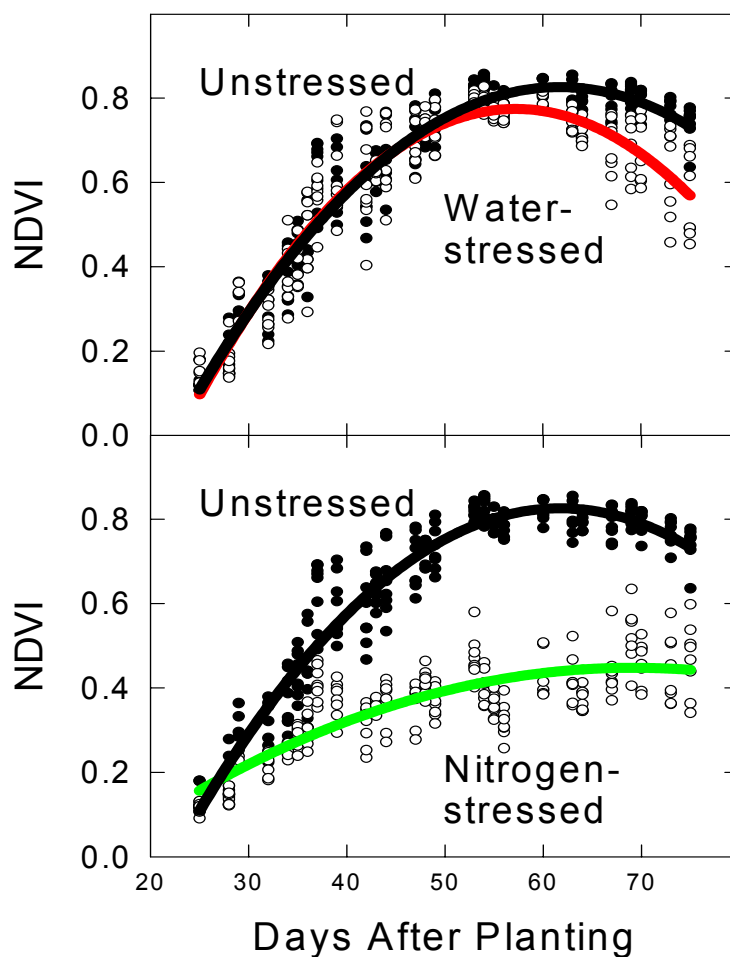 Unstressed
0.8
0.6
NDVI
Water-
stressed
0.4
0.2
0.0
Unstressed
0.8
0.6
NDVI
0.4
0.2
Nitrogen-
stressed
0.0
20 30 40 50 60 70
Days After Planting